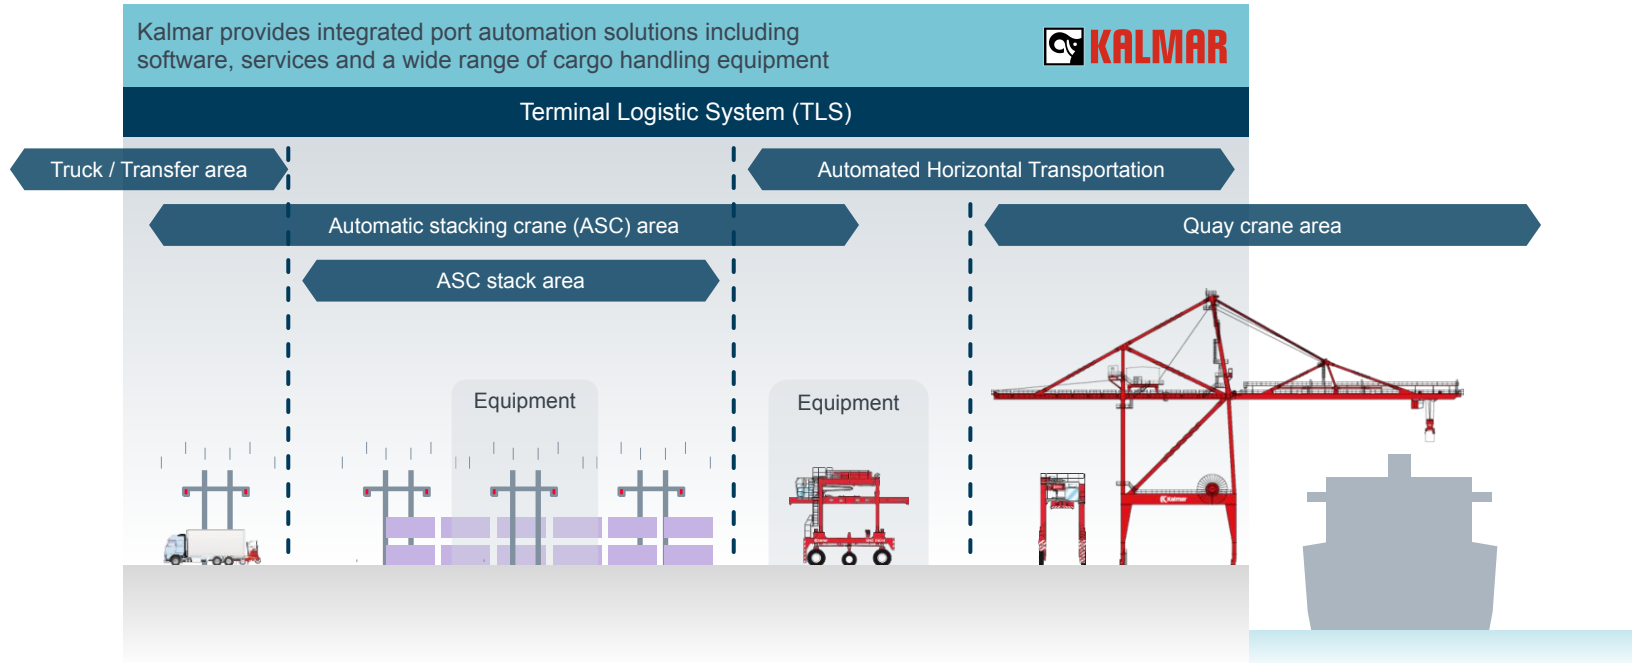 Kalmar provides integrated port automation solutions including
software, services and a wide range of cargo handling equipment
KALMAR
Terminal Logistic System (TLS)
Truck / Transfer area
Automated Horizontal Transportation
Automatic stacking crane (ASC) area
Quay crane area
ASC stack area
Equipment
Equipment
Kalmar